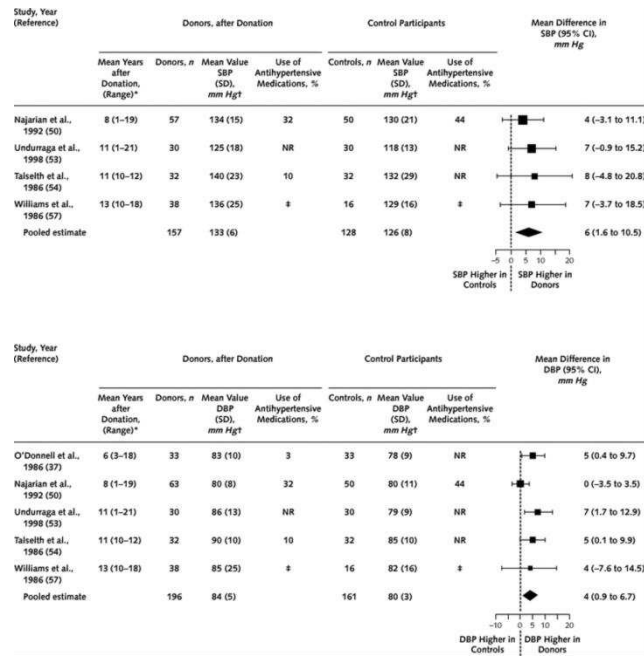 Study, Year
(Reference)
Donors, after Donation
Control Participants
Mean Difference in
SBP (95% CI),
mm Hg
Mean Years
after
Donation,
(Range)*
Donors, n
Mean Value
SBP
(SD),
mm Hg†
Use of
Antihypertensive
Medications, %
Controls, n
Mean Value
SBP
(SD),
mm Hg†
Use of
Antihypertensive
Medications, %
Najarian et al.,
1992 (50)
8 (1–19) 57 134 (15) 32 50 130 (21) 44 4 (–3.1 to 11.1)
Undurraga et al.,
1998 (53)
11 (1–21) 30 125 (18) NR 30 118 (13) NR 7 (–0.9 to 15.2)
Talseth et al.,
1986 (54)
11 (10–12) 32 140 (23) 10 32 132 (29) NR 8 (–4.8 to 20.8)
Williams et al.,
1986 (57)
13 (10–18) 38 136 (25) ‡ 16 129 (16) ‡ 7 (–3.7 to 18.5)
Pooled estimate 157 133 (6) 128 126 (8) 6 (1.6 to 10.5)
–5 0 5 10 15 20
SBP Higher in
Controls
SBP Higher in
Donors
Study, Year
(Reference)
Donors, after Donation
Control Participants
Mean Difference in
DBP (95% CI),
mm Hg
Mean Years
after
Donation,
(Range)*
Donors, n
Mean Value
DBP
(SD),
mm Hg†
Use of
Antihypertensive
Medications, %
Controls, n
Mean Value
DBP
(SD),
mm Hg†
Use of
Antihypertensive
Medications, %
O'Donnell et al.,
1986 (37)
6 (3–18) 33 83 (10) 3 33 78 (9) NR 5 (0.4 to 9.7)
Najarian et al.,
1992 (50)
8 (1–19) 63 80 (8) 32 50 80 (11) 44 0 (–3.5 to 3.5)
Undurraga et al.,
1998 (53)
11 (1–21) 30 86 (13) NR 30 79 (9) NR 7 (1.7 to 12.9)
Talseth et al.,
1986 (54)
11 (10–12) 32 90 (10) 10 32 85 (10) NR 5 (0.1 to 9.9)
Williams et al.,
1986 (57)
13 (10–18) 38 85 (25) ‡ 16 82 (16) ‡ 4 (–7.6 to 14.5)
Pooled estimate 196 84 (5) 161 80 (3) 4 (0.9 to 6.7)
–10 0 5 10 20
DBP Higher in
Controls
DBP Higher in
Donors